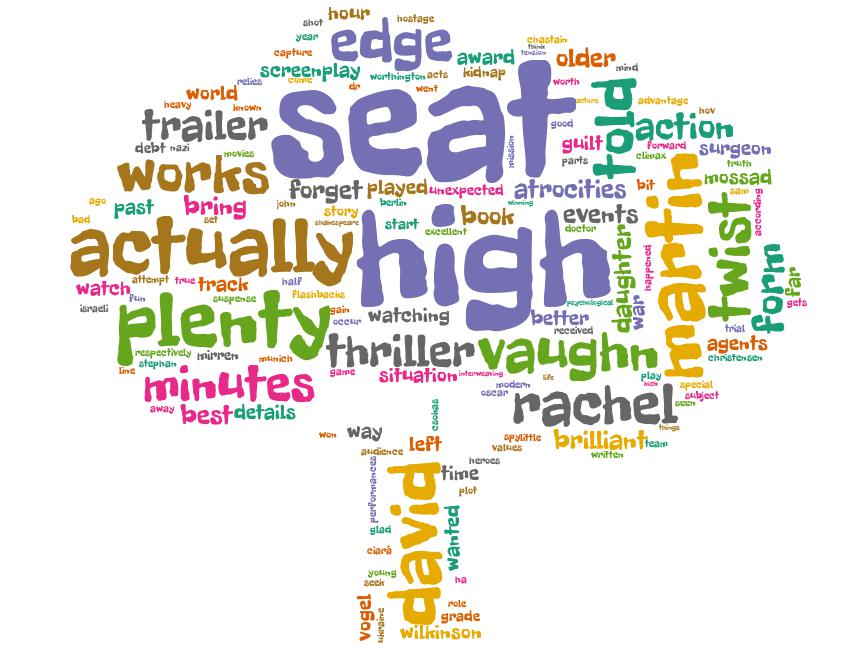 shot hour hostage
year edge award chastain
think
tension
capture older
screenplay worthington acts kidnap mind
relies come dr went worth
world seat told
heavy known actors advantage hov
trailer good action
debt nazi mission guilt forward surgeon
movies parts climax truth
works forget played unexpected atrocities bit martin mossad
ago john berlin winning twist sam according
past bring story book events
bad set shakespeare start excellent doctor
actually high daughter happened form far
watch attempt true track half
fun suspense flashbacks psychological war gets
israeli plenty gain watching better trial
occur received
respectively mirren munich thriller vaughn agents
line stephan christensen
minutes game situation interweaving life play
kick special
modern subject
away best details oscar rachel seen
csokas
won way things
audience left spylittle brilliant team
values written
performances david time heroes
plot
glad wanted
ciarã
young
seek ha
vogel ukraine role
grade
wilkinson